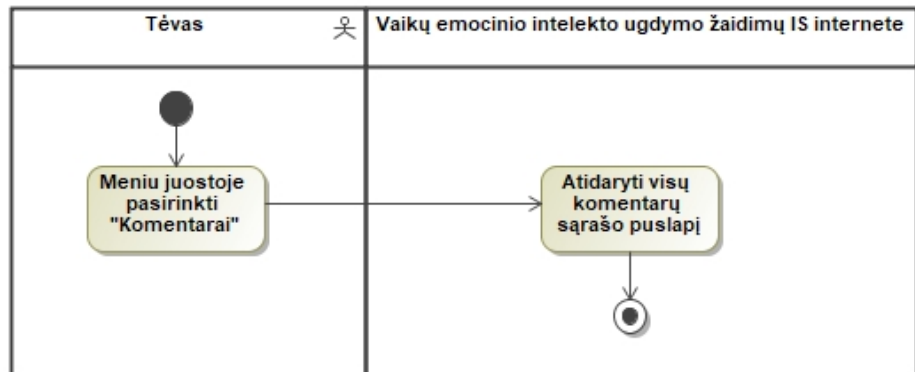 Tėvas
Vaikų emocinio intelekto ugdymo žaidimų IS internete
Meniu juostoje
pasirinkti
"Komentarai"
Atidaryti visų
komentarų
sąrašo puslapį